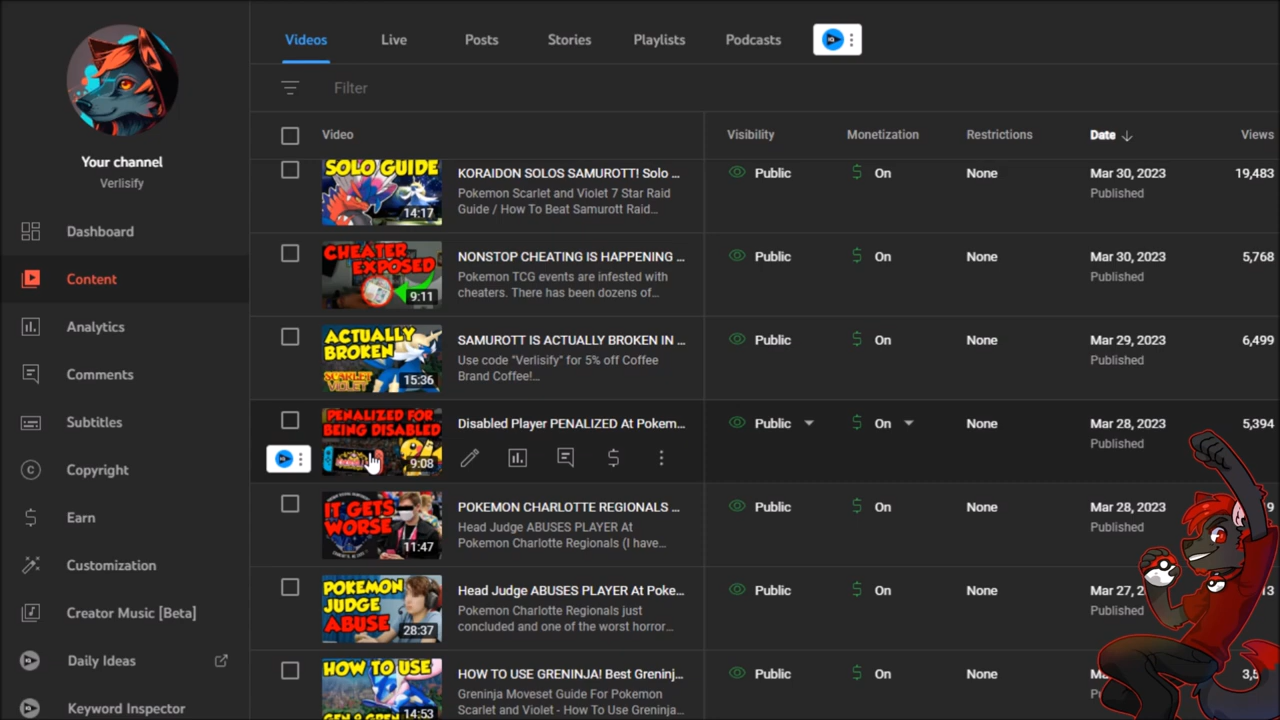 Videos
Live
Posts
Stories
Playlists
Podcasts
Filter
Your channel
Verlisify
Dashboard
Content
Analytics
Comments
Subtitles
Copyright
Earn
Customization
Creator Music [Beta]
Daily Ideas
Keyword Inspector
Video
Visibility
Monetization
Restrictions
Date
Views
SOLO GUIDE
14:17
KORAIDON SOLOS SAMUROTT! Solo ...
Pokemon Scarlet and Violet 7 Star Raid
Guide / How To Beat Samurott Raid...
Public
On
None
Mar 30, 2023
Published
19,483
CHEATER
EXPOSED
9:11
NONSTOP CHEATING IS HAPPENING ...
Pokemon TCG events are infested with
cheaters. There has been dozens of...
Public
On
None
Mar 30, 2023
Published
5,768
ACTUALLY
BROKEN
SCARLET
VIOLET
15:36
SAMUROTT IS ACTUALLY BROKEN IN ...
Use code "Verlisify" for 5% off Coffee
Brand Coffee!...
Public
On
None
Mar 29, 2023
Published
6,499
PENALIZED FOR
BEING DISABLED
9:08
Disabled Player PENALIZED At Pokem...
Public
On
None
Mar 28, 2023
Published
5,394
IT GETS
WORSE
11:47
POKEMON CHARLOTTE REGIONALS ...
Head Judge ABUSES PLAYER At
Pokemon Charlotte Regionals (I have...
Public
On
None
Mar 28, 2023
Published
9
POKEMON
JUDGE
ABUSE
28:37
Head Judge ABUSES PLAYER At Poke...
Pokemon Charlotte Regionals just
concluded and one of the worst horror...
Public
On
None
Mar 27, 2
Published
3
HOW TO USE
14:53
HOW TO USE GRENINJA! Best Greninj...
Greninja Moveset Guide For Pokemon
Scarlet and Violet - How To Use Greninja...
Public
On
None